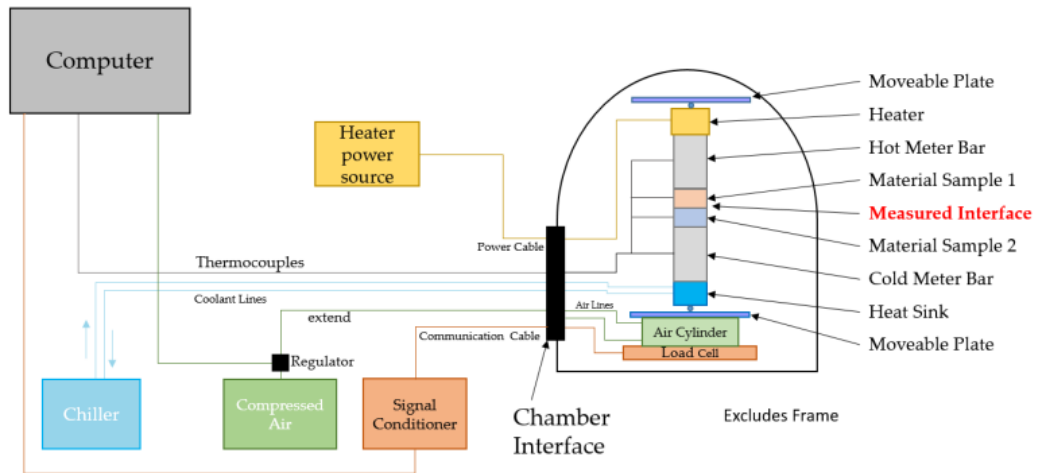 Computer
Heater
power
source
Moveable Plate
Heater
Hot Meter Bar
Material Sample 1
Measured Interface
Material Sample 2
Cold Meter Bar
Heat Sink
Moveable Plate
Power Cable
Thermocouples
Coolant Lines
Air Lines
extend
Communication Cable
Air Cylinder
Load Cell
Regulator
Chiller
Compressed
Air
Signal
Conditioner
Chamber
Interface
Excludes Frame